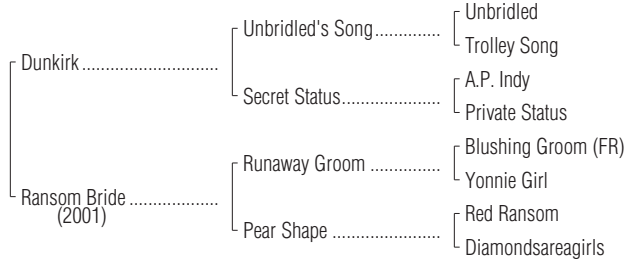 Unbridled
Unbridled's Song..............
Trolley Song
Dunkirk............................
A.P. Indy
Secret Status.....................
Private Status
Blushing Groom (FR)
Runaway Groom ...............
Yonnie Girl
Ransom Bride ..................
(2001)
Red Ransom
Pear Shape .......................
Diamondsareagirls